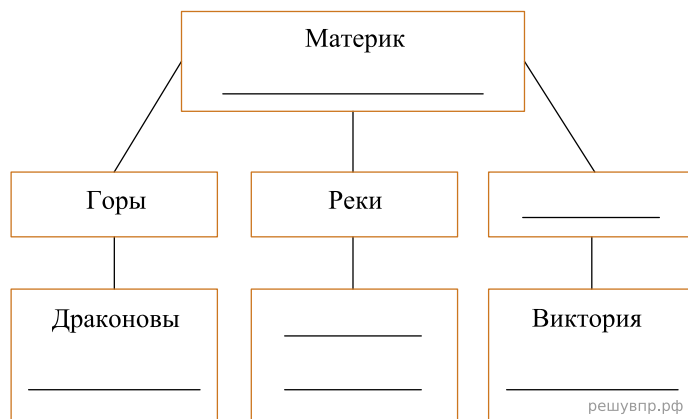 Материк
Горы
Реки
Драконовы
Виктория
решувпр.рф